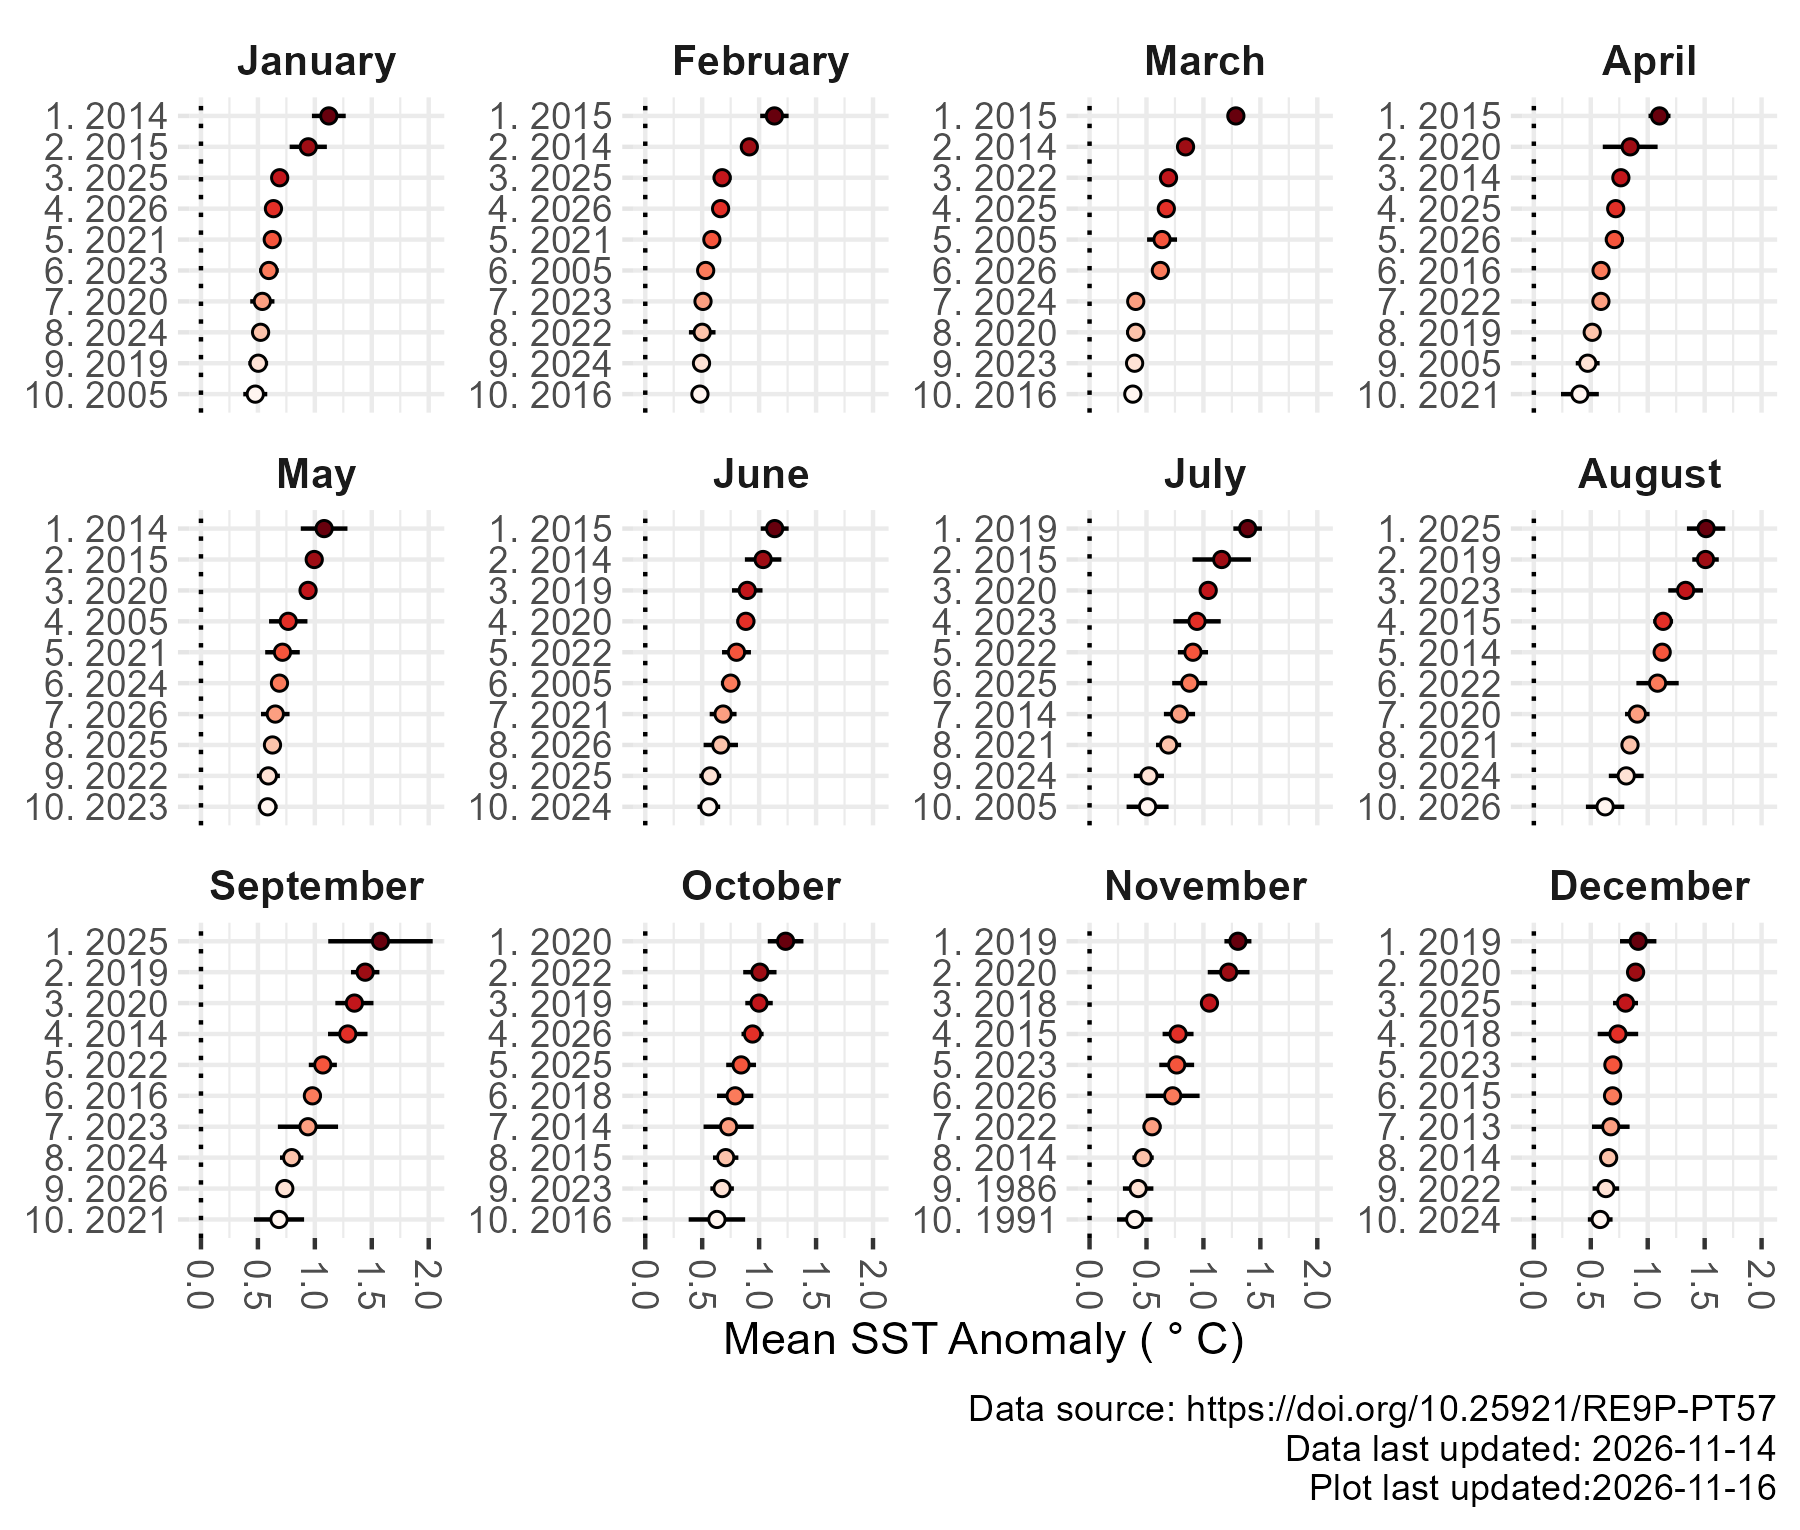 January February March April
1. 2014 1. 2015 1. 2015 1. 2015
2. 2015 2. 2014 2. 2014 2. 2020
3. 2025 3. 2025 3. 2022 3. 2014
4. 2026 4. 2026 4. 2025 4. 2025
5. 2021 5. 2021 5. 2005 5. 2026
6. 2023 6. 2005 6. 2026 6. 2016
7. 2020 7. 2023 7. 2024 7. 2022
8. 2024 8. 2022 8. 2020 8. 2019
9. 2019 9. 2024 9. 2023 9. 2005
10. 2005 10. 2016 10. 2016 10. 2021
May June July August
1. 2014 1. 2015 1. 2019 1. 2025
2. 2015 2. 2014 2. 2015 2. 2019
3. 2020 3. 2019 3. 2020 3. 2023
4. 2005 4. 2020 4. 2023 4. 2015
5. 2021 5. 2022 5. 2022 5. 2014
6. 2024 6. 2005 6. 2025 6. 2022
7. 2026 7. 2021 7. 2014 7. 2020
8. 2025 8. 2026 8. 2021 8. 2021
9. 2022 9. 2025 9. 2024 9. 2024
10. 2023 10. 2024 10. 2005 10. 2026
September October November December
1. 2025 1. 2020 1. 2019 1. 2019
2. 2019 2. 2022 2. 2020 2. 2020
3. 2020 3. 2019 3. 2018 3. 2025
4. 2014 4. 2026 4. 2015 4. 2018
5. 2022 5. 2025 5. 2023 5. 2023
6. 2016 6. 2018 6. 2026 6. 2015
7. 2023 7. 2014 7. 2022 7. 2013
8. 2024 8. 2015 8. 2014 8. 2014
9. 2026 9. 2023 9. 1986 9. 2022
10. 2021 10. 2016 10. 1991 10. 2024
0.0 0.5 1.0 1.5 2.0 0.0 0.5 1.0 1.5 2.0 0.0 0.5 1.0 1.5 2.0 0.0 0.5 1.0 1.5 2.0
Mean SST Anomaly ( ° C)
Data source: https://doi.org/10.25921/RE9P-PT57
Data last updated: 2026-11-14
Plot last updated:2026-11-16